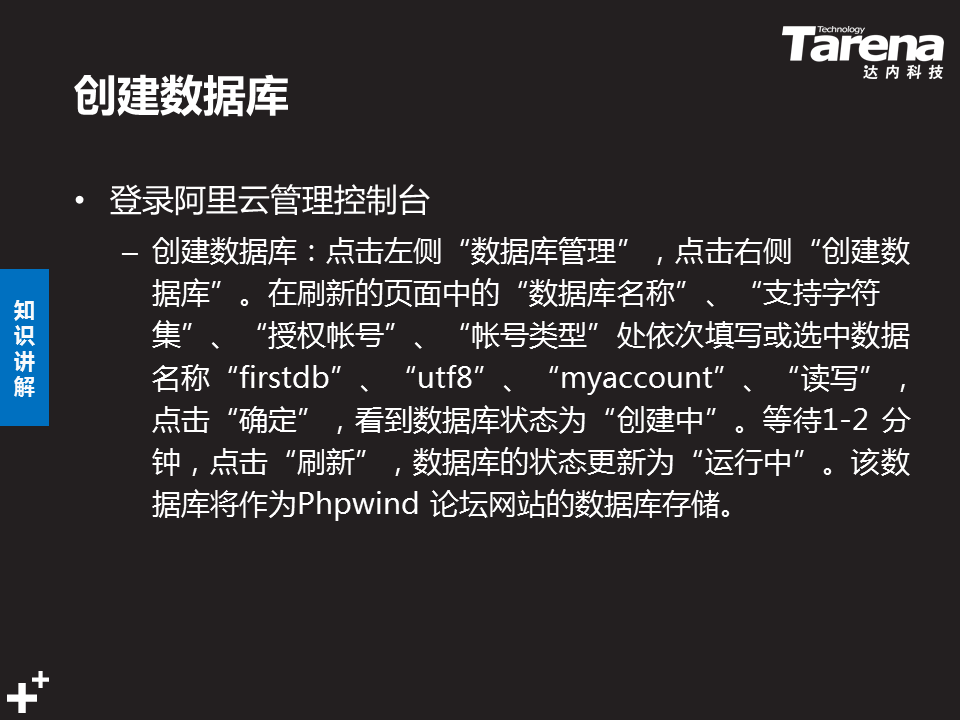 Technology
Tarena
达内科技
创建数据库
• 登录阿里云管理控制台
– 创建数据库：点击左侧“数据库管理”，点击右侧“创建数
据库”。在刷新的页面中的“数据库名称”、“支持字符
集”、“授权帐号”、“帐号类型”处依次填写或选中数据
名称“firstdb”、“utf8”、“myaccount”、“读写”，
点击“确定”，看到数据库状态为“创建中”。等待1-2 分
钟，点击“刷新”，数据库的状态更新为“运行中”。该数
据库将作为Phpwind 论坛网站的数据库存储。
知
识
讲
解